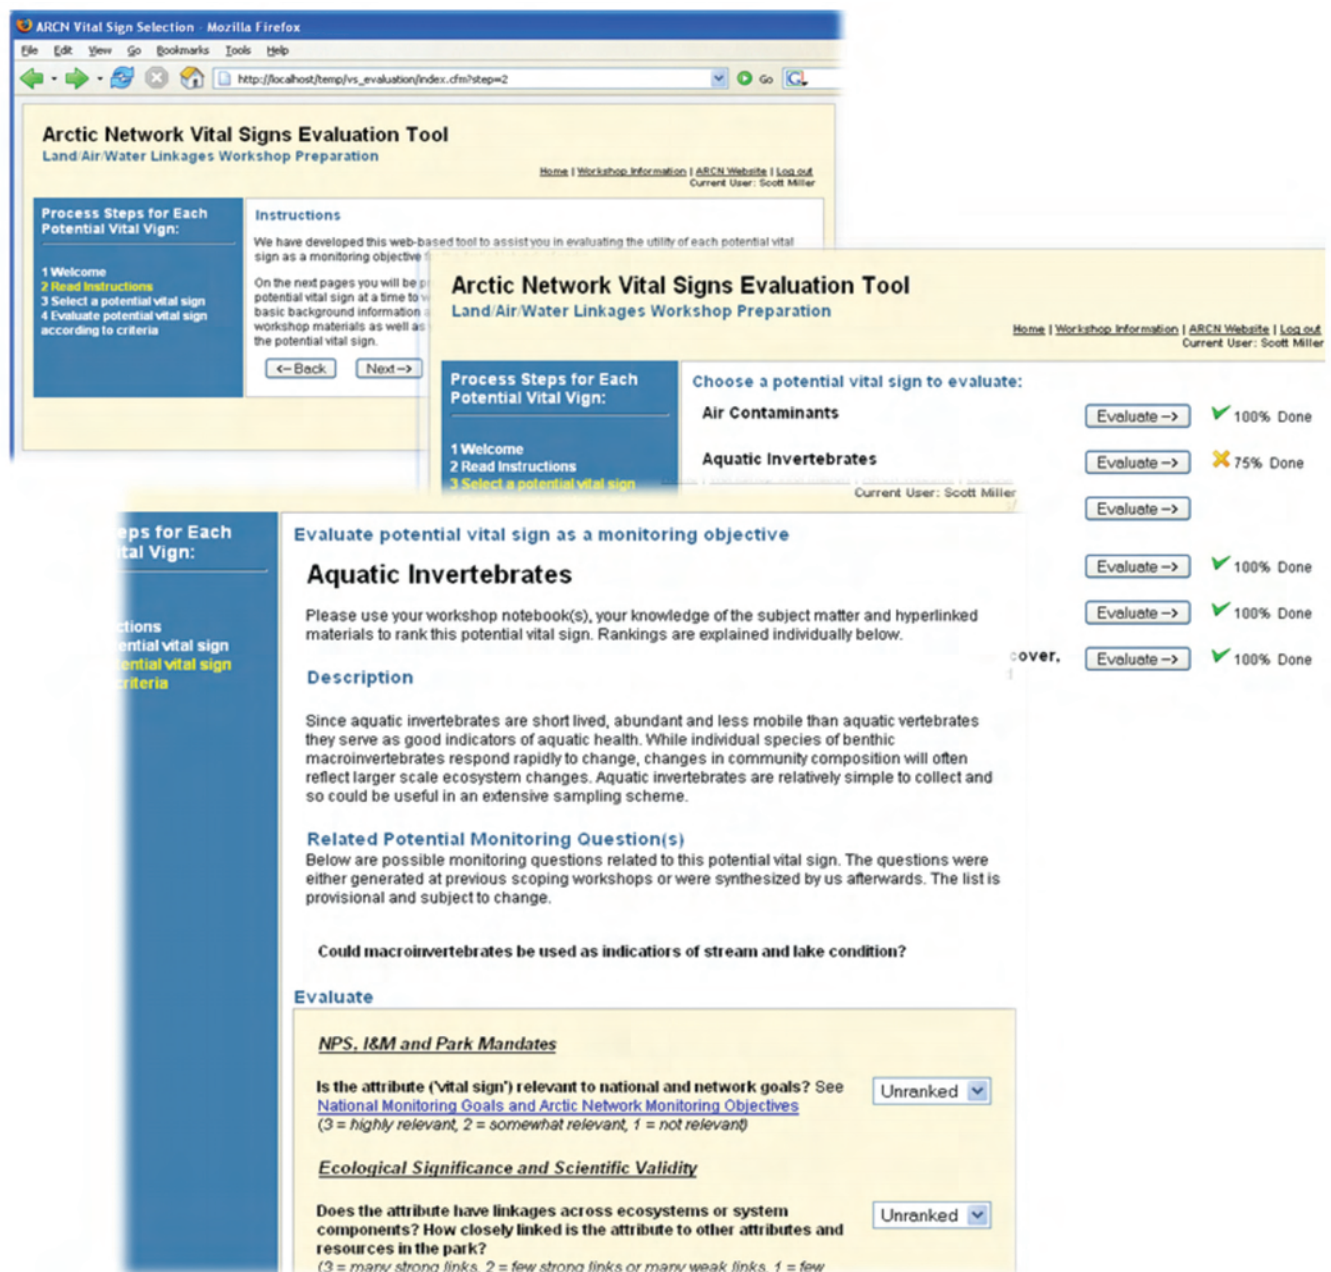 ARCN Vital Sign Selection - Mozilla Firefox
File Edit View Go Bookmarks Tools Help
http://localhost/temp/vs_evaluation/index.cfm?step=2
Go
Arctic Network Vital Signs Evaluation Tool
Land/Air/Water Linkages Workshop Preparation
Home | Workshop Information | ARCN Website | Log out
Current User: Scott Miller
Process Steps for Each
Potential Vital Vign:
1 Welcome
2 Read Instructions
3 Select a potential vital sign
4 Evaluate potential vital sign
according to criteria
Instructions
We have developed this web-based tool to assist you in evaluating the utility of each potential vital
sign as a monitoring objective
On the next pages you will be
potential vital sign at a time to
basic background information
workshop materials as well as
the potential vital sign.
<-- Back Next -->
Arctic Network Vital Signs Evaluation Tool
Land/Air/Water Linkages Workshop Preparation
Home | Workshop Information | ARCN Website | Log out
Current User: Scott Miller
Process Steps for Each
Potential Vital Vign:
1 Welcome
2 Read Instructions
3 Select a potential vital sign
Choose a potential vital sign to evaluate:
Air Contaminants Evaluate --> 100% Done
Aquatic Invertebrates Evaluate --> 75% Done
Evaluate -->
Evaluate --> 100% Done
Evaluate --> 100% Done
cover, Evaluate --> 100% Done
Current User: Scott Miller
eps for Each
ital Vign:
ctions
ential vital sign
ential vital sign
criteria
Evaluate potential vital sign as a monitoring objective
Aquatic Invertebrates
Please use your workshop notebook(s), your knowledge of the subject matter and hyperlinked
materials to rank this potential vital sign. Rankings are explained individually below.
Description
Since aquatic invertebrates are short lived, abundant and less mobile than aquatic vertebrates
they serve as good indicators of aquatic health. While individual species of benthic
macroinvertebrates respond rapidly to change, changes in community composition will often
reflect larger scale ecosystem changes. Aquatic invertebrates are relatively simple to collect and
so could be useful in an extensive sampling scheme.
Related Potential Monitoring Question(s)
Below are possible monitoring questions related to this potential vital sign. The questions were
either generated at previous scoping workshops or were synthesized by us afterwards. The list is
provisional and subject to change.
Could macroinvertebrates be used as indicatiors of stream and lake condition?
Evaluate
NPS, I&M and Park Mandates
Is the attribute ('vital sign') relevant to national and network goals? See
National Monitoring Goals and Arctic Network Monitoring Objectives
(3 = highly relevant, 2 = somewhat relevant, 1 = not relevant)
Unranked
Ecological Significance and Scientific Validity
Does the attribute have linkages across ecosystems or system
components? How closely linked is the attribute to other attributes and
resources in the park?
(3 = many strong links, 2 = few strong links or many weak links, 1 = few
Unranked